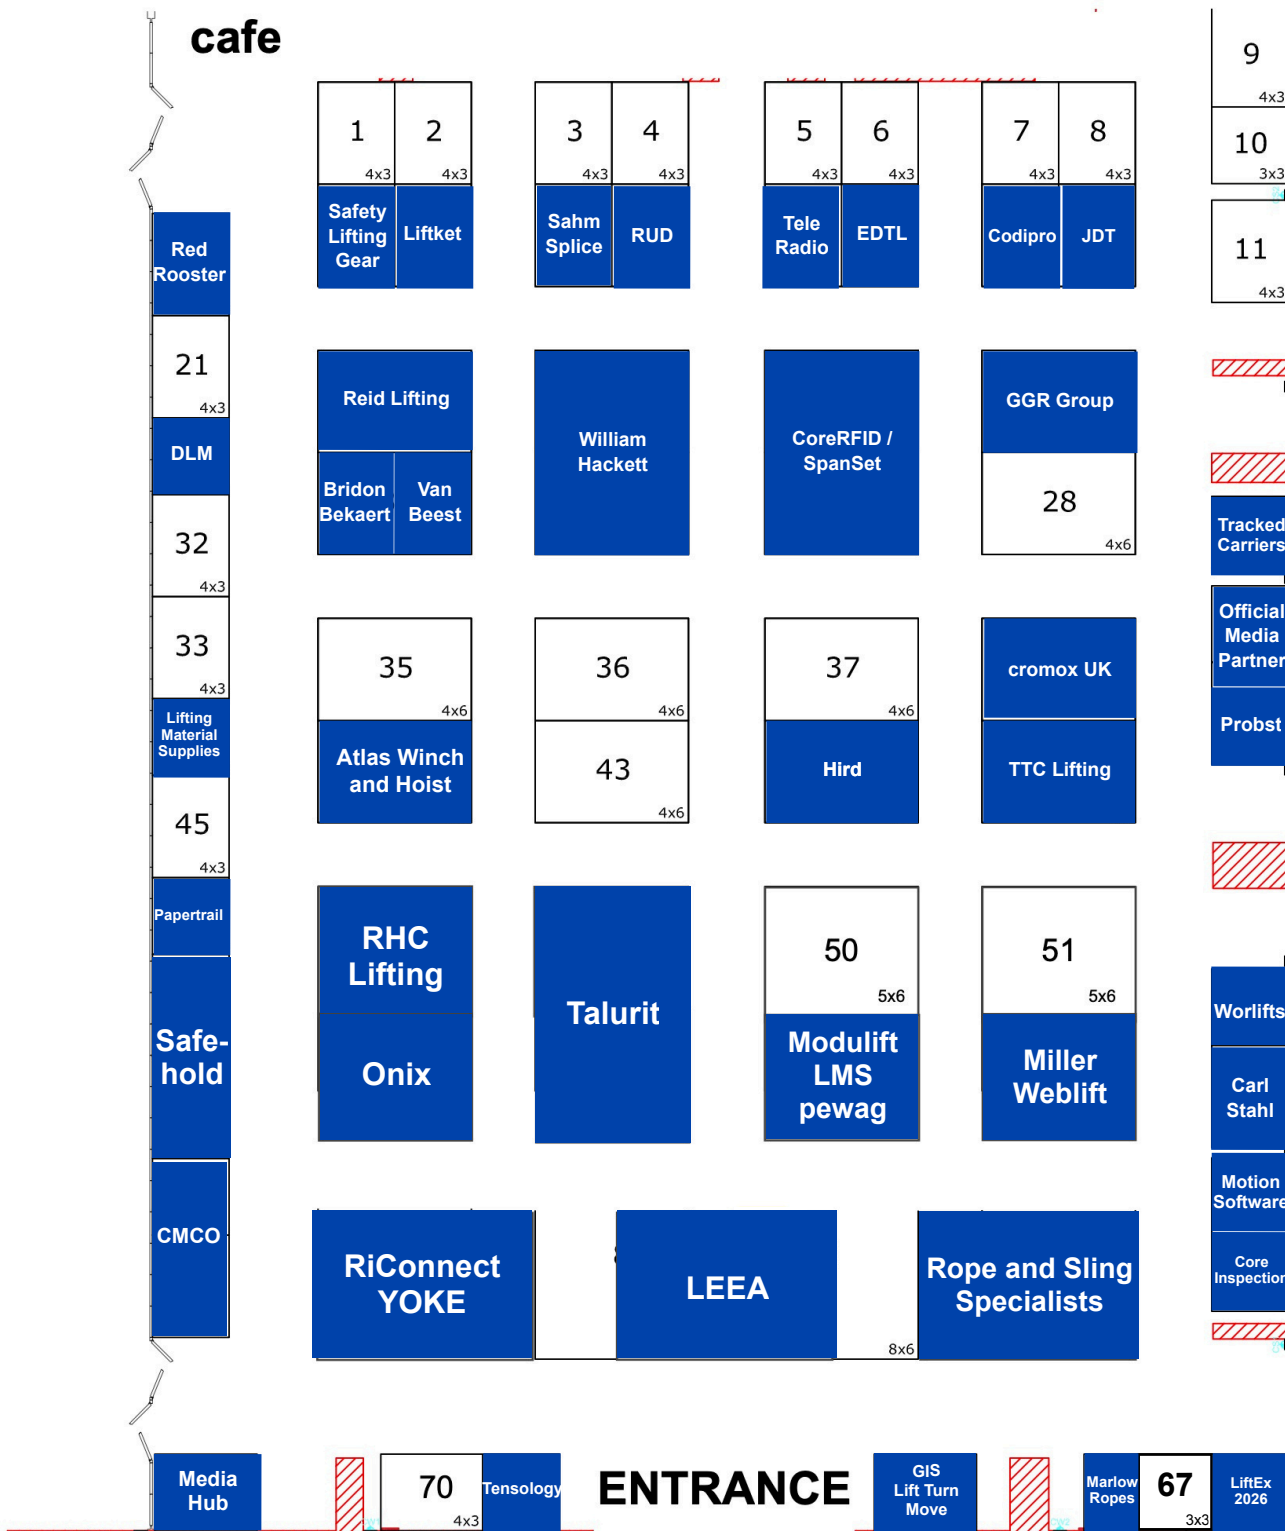 cafe
9
4x3
1
4x3
2
4x3
3
4x3
4
4x3
5
4x3
6
4x3
7
4x3
8
4x3
10
3x3
Safety
Lifting
Gear
Liftket
Sahm
Splice
RUD
Tele
Radio
EDTL
Codipro
JDT
11
4x3
Red
Rooster
21
4x3
DLM
32
4x3
33
4x3
Lifting
Material
Supplies
45
4x3
Papertrail
Safe-
hold
CMCO
Reid Lifting
Bridon
Bekaert
Van
Beest
William
Hackett
CoreRFID /
SpanSet
GGR Group
28
4x6
Tracked
Carriers
Official
Media
Partner
Probst
35
4x6
36
4x6
37
4x6
cromox UK
Atlas Winch
and Hoist
43
4x6
Hird
TTC Lifting
RHC
Lifting
Onix
Talurit
50
5x6
51
5x6
Modulift
LMS
pewag
Miller
Weblift
Worlifts
Carl
Stahl
Motion
Software
Core
Inspection
RiConnect
YOKE
LEEA
8x6
Rope and Sling
Specialists
Media
Hub
70
4x3
Tensology
ENTRANCE
GIS
Lift Turn
Move
Marlow
Ropes
67
3x3
LiftEx
2026